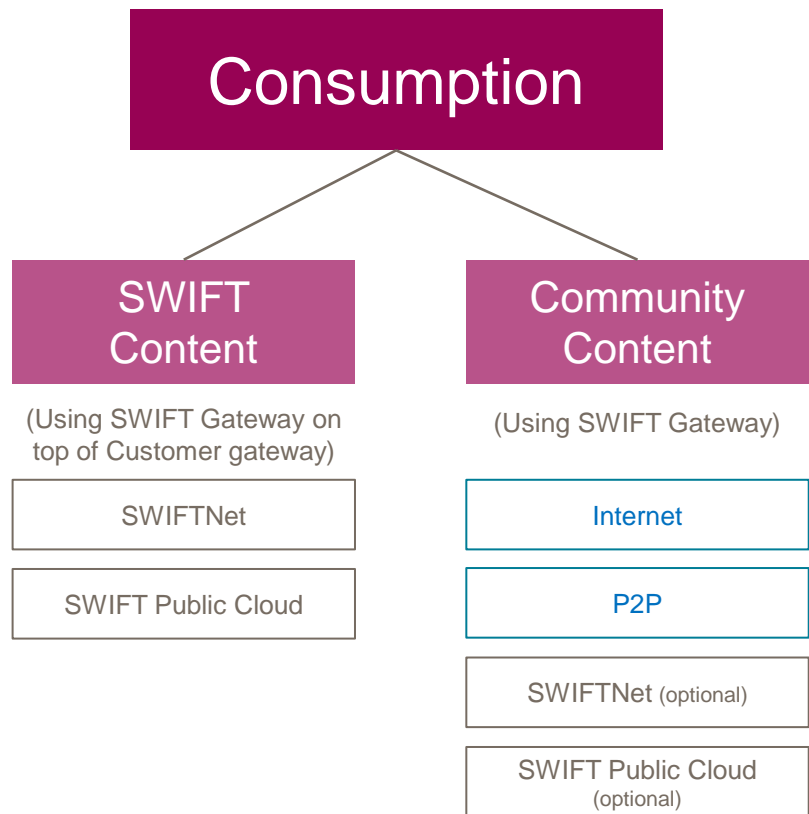 Consumption
SWIFT
Content
(Using SWIFT Gateway on
top of Customer gateway)
SWIFTNet
SWIFT Public Cloud
Community
Content
(Using SWIFT Gateway)
Internet
P2P
SWIFTNet (optional)
SWIFT Public Cloud
(optional)